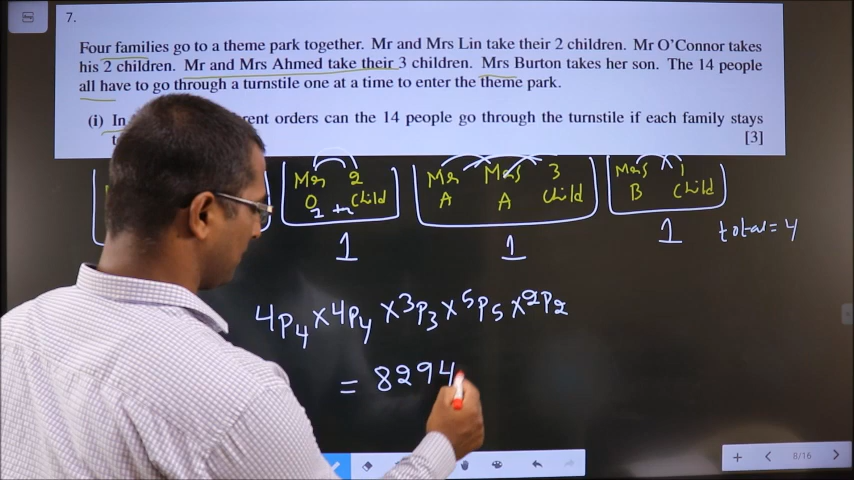 7.
Four families go to a theme park together. Mr and Mrs Lin take their 2 children. Mr O'Connor takes
his 2 children. Mr and Mrs Ahmed take their 3 children. Mrs Burton takes her son. The 14 people
all have to go through a turnstile one at a time to enter the theme park.
(i) In rent orders can the 14 people go through the turnstile if each family stays
[3]
2 Mrs 3 Mrs 1
O Child A A Child B Child
1 1 1 total = 4
4P4 × 4P4 × 3P3 × 5P5 × 2P2
= 8294
8/16